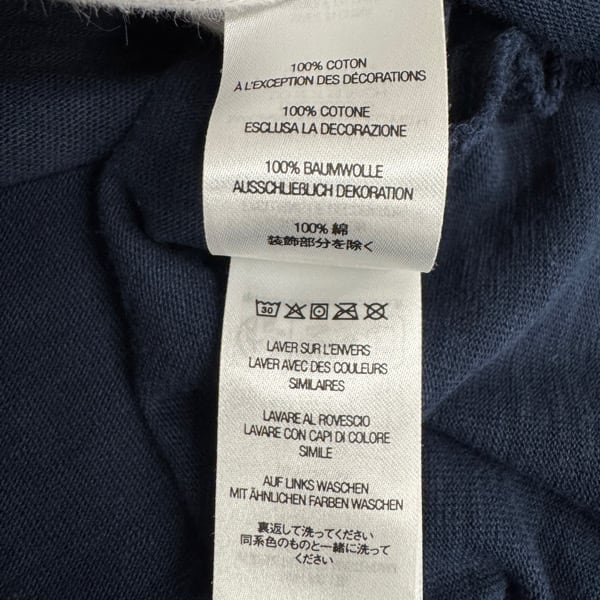 100% COTON
À L'EXCEPTION DES DÉCORATIONS
100% COTONE
ESCLUSA LA DECORAZIONE
100% BAUMWOLLE
AUSSCHLIEBLICH DEKORATION
100% 綿
装飾部分を除く
30
LAVER SUR L'ENVERS
LAVER AVEC DES COULEURS
SIMILAIRES
LAVARE AL ROVESCIO
LAVARE CON CAPI DI COLORE
SIMILE
AUF LINKS WASCHEN
MIT ÄHNLICHEN FARBEN WASCHEN
裏返して洗ってください
同系色のものと一緒に洗って
ください